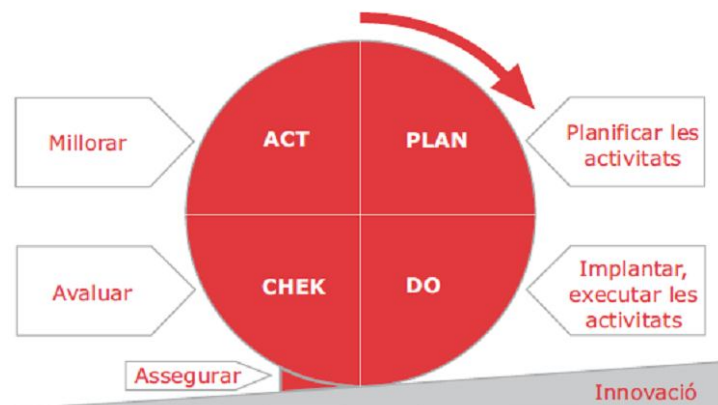 Millorar
ACT
PLAN
Planificar les
activitats
Avaluar
CHEK
DO
Implantar,
executar les
activitats
Assegurar
Innovació